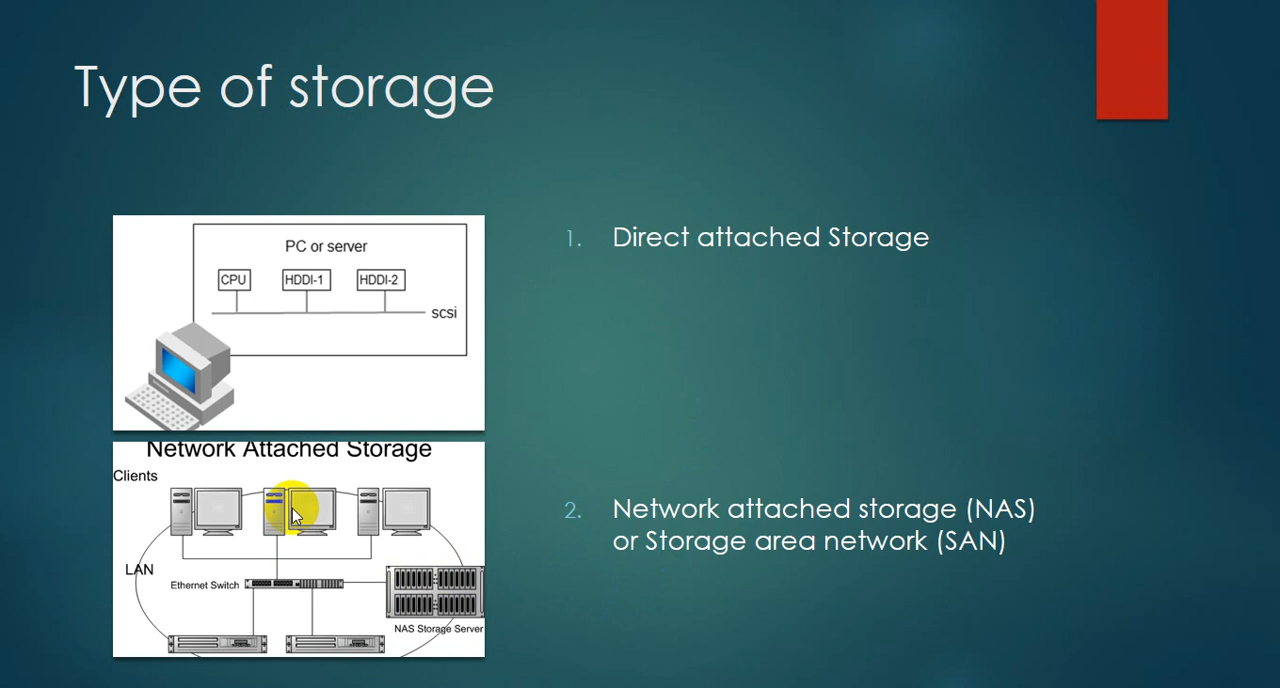 Type of storage
PC or server
CPU
HDDI-1
HDDI-2
scsi
1. Direct attached Storage
Network Attached Storage
Clients
LAN
Ethernet Switch
NAS Storage Server
2. Network attached storage (NAS)
or Storage area network (SAN)